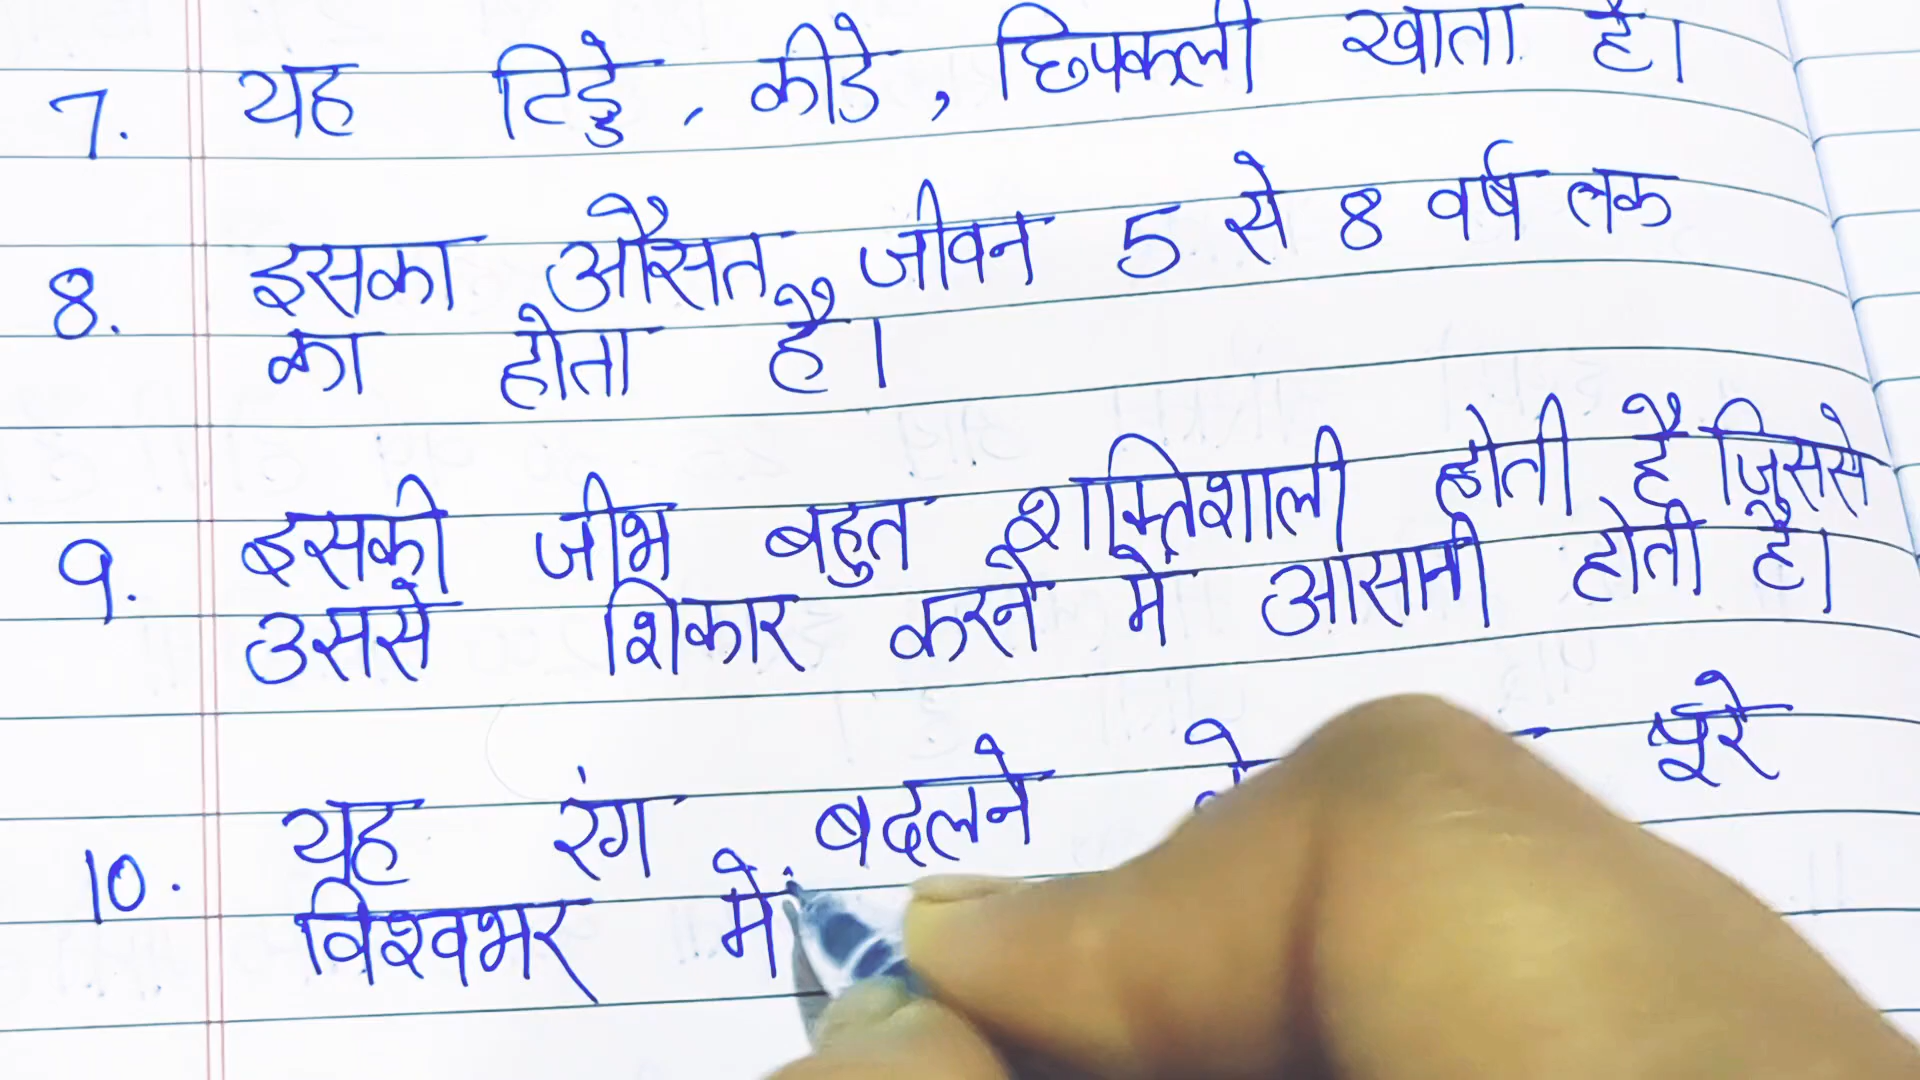 7. यह टिड्डे, कीडे, छिपकली खाता है।
8. इसका औसत जीवन 5 से 8 वर्ष तक
का होता है।
9. इसकी जीभ बहुत शक्तिशाली होती है जिससे
उससे शिकार करने में आसानी होती है।
10. यह रंग बदलने पूरे
विश्वभर में